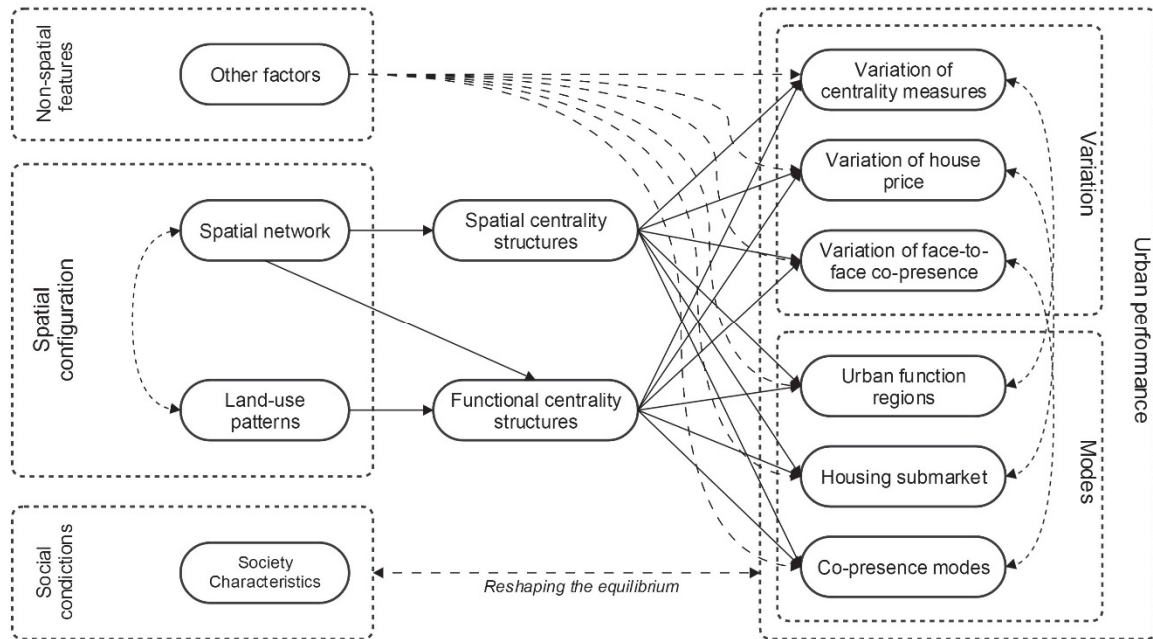 Non-spatial
features
Other factors
Spatial
configuration
Spatial network
Land-use
patterns
Social
condictions
Society
Characteristics
Spatial centrality
structures
Functional centrality
structures
Reshaping the equilibrium
Variation of
centrality measures
Variation of house
price
Variation of face-to-
face co-presence
Variation
Urban function
regions
Housing submarket
Co-presence modes
Modes
Urban performance